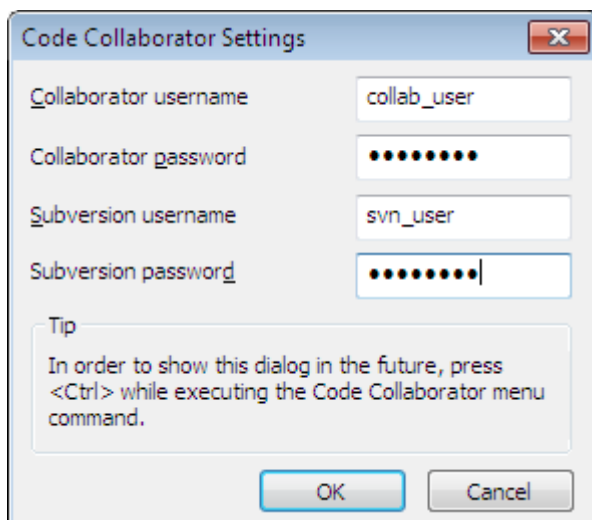 Code Collaborator Settings
Collaborator username
collab_user
Collaborator password
●●●●●●●●
Subversion username
svn_user
Subversion password
●●●●●●●●
Tip
In order to show this dialog in the future, press
<Ctrl> while executing the Code Collaborator menu
command.
OK
Cancel